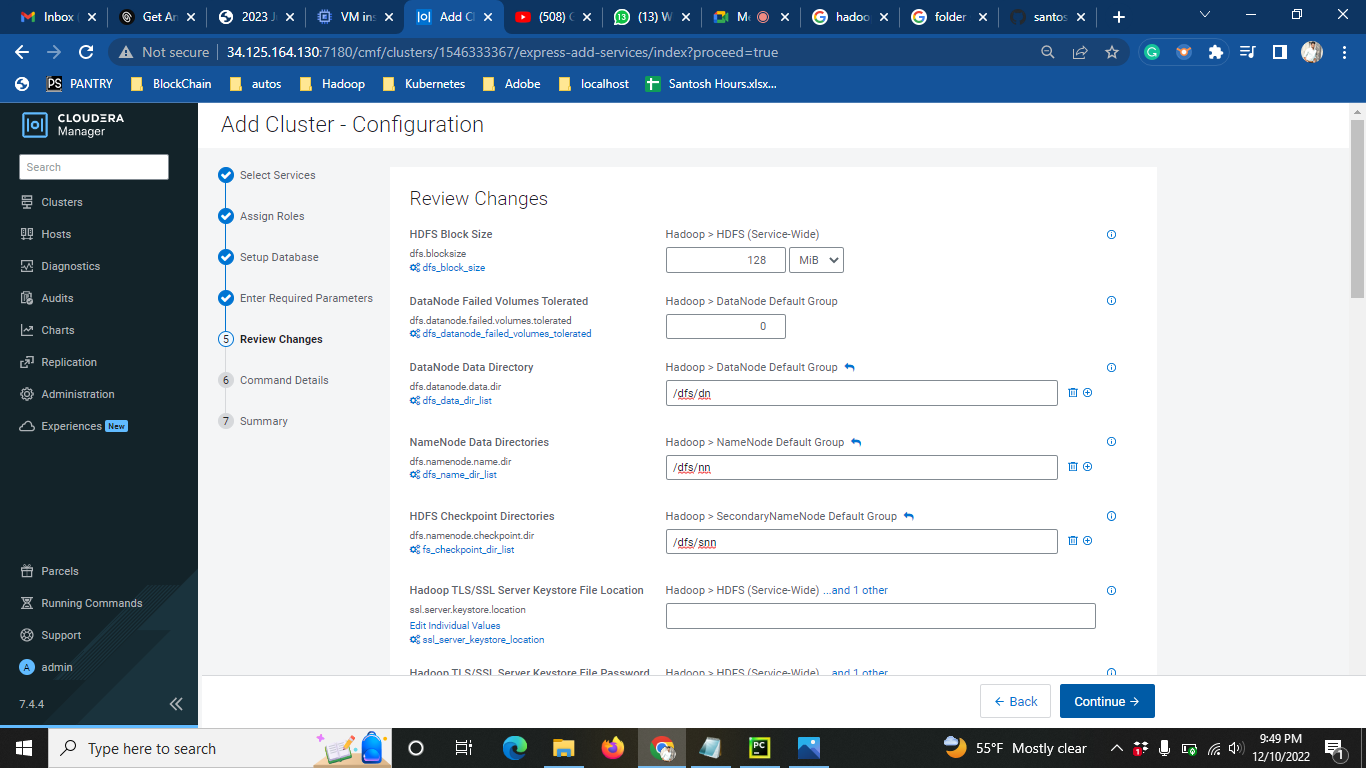 Inbox (
Get An
2023 J
VM ins
Add Cl
(508) C
(13) W
Me
hadoo
folder
santos
Not secure
34.125.164.130:7180/cmf/clusters/1546333367/express-add-services/index?proceed=true
PANTRY
BlockChain
autos
Hadoop
Kubernetes
Adobe
localhost
Santosh Hours.xlsx...
CLOUDERA
Manager
Search
Clusters
Hosts
Diagnostics
Audits
Charts
Replication
Administration
Experiences New
Parcels
Running Commands
Support
A admin
7.4.4
Add Cluster - Configuration
Select Services
Assign Roles
Setup Database
Enter Required Parameters
5 Review Changes
6 Command Details
7 Summary
Review Changes
HDFS Block Size
dfs.blocksize
dfs_block_size
Hadoop > HDFS (Service-Wide)
128 MiB
DataNode Failed Volumes Tolerated
dfs.datanode.failed.volumes.tolerated
dfs_datanode_failed_volumes_tolerated
Hadoop > DataNode Default Group
0
DataNode Data Directory
dfs.datanode.data.dir
dfs_data_dir_list
Hadoop > DataNode Default Group
/dfs/dn
NameNode Data Directories
dfs.namenode.name.dir
dfs_name_dir_list
Hadoop > NameNode Default Group
/dfs/nn
HDFS Checkpoint Directories
dfs.namenode.checkpoint.dir
fs_checkpoint_dir_list
Hadoop > SecondaryNameNode Default Group
/dfs/snn
Hadoop TLS/SSL Server Keystore File Location
ssl.server.keystore.location
Edit Individual Values
ssl_server_keystore_location
Hadoop > HDFS (Service-Wide) ...and 1 other
Hadoop TLS/SSL Server Keystore File Password
Hadoop > HDFS (Service-Wide) ...and 1 other
← Back
Continue →
Type here to search
55°F Mostly clear
9:49 PM
12/10/2022
1